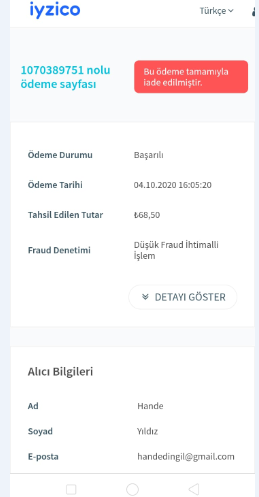 iyzico
Türkçe
1070389751 nolu
ödeme sayfası
Bu ödeme tamamıyla
iade edilmiştir.
Ödeme Durumu Başarılı
Ödeme Tarihi 04.10.2020 16:05:20
Tahsil Edilen Tutar ₺68,50
Fraud Denetimi Düşük Fraud İhtimalli
İşlem
DETAYI GÖSTER
Alıcı Bilgileri
Ad Hande
Soyad Yıldız
E-posta handedingil@gmail.com